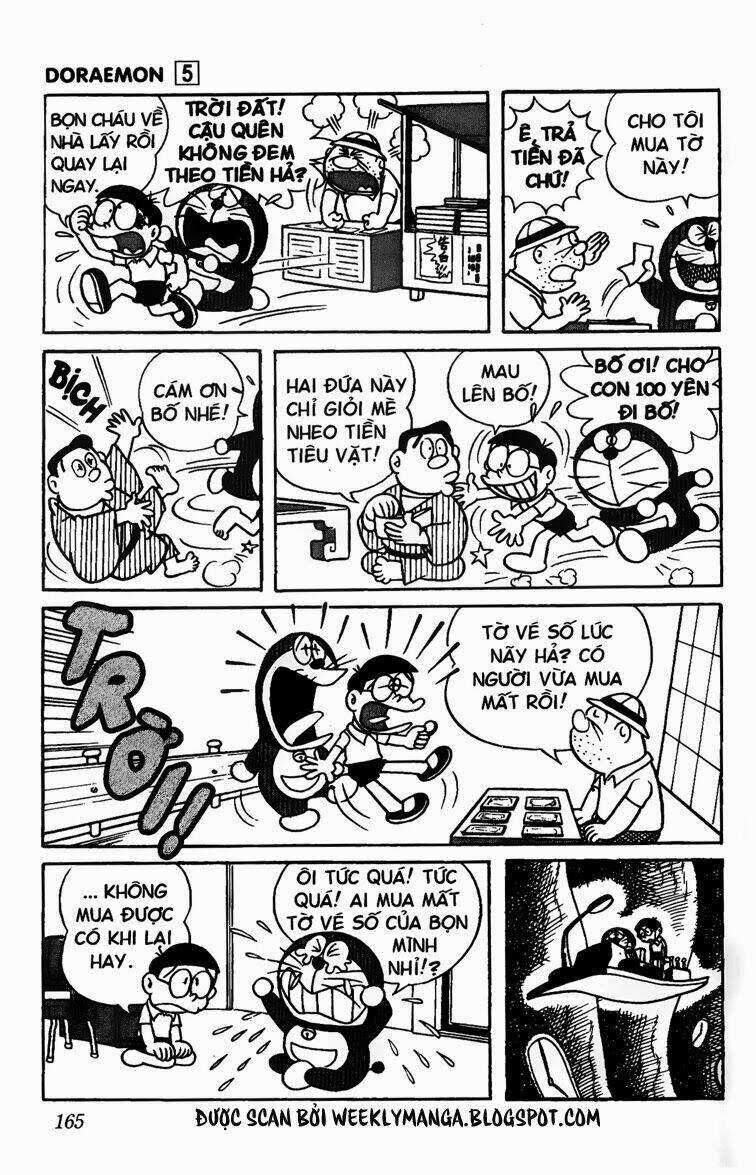 DORAEMON 5
CHO TÔI
MUA TỜ
NÀY!
Ê, TRẢ
TIỀN ĐÃ
CHỨ!
TRỜI ĐẤT!
CẬU QUÊN
KHÔNG ĐEM
THEO TIỀN HẢ?
BỌN CHÁU VỀ
NHÀ LẤY RỒI
QUAY LẠI
NGAY.
BỐ ƠI! CHO
CON 100 YÊN
ĐI BỐ!
MAU
LÊN BỐ!
HAI ĐỨA NÀY
CHỈ GIỎI MÈ
NHEO TIỀN
TIÊU VẶT!
CÁM ƠN
BỐ NHÉ!
BỊCH
TỜ VÉ SỐ LÚC
NÃY HẢ? CÓ
NGƯỜI VỪA MUA
MẤT RỒI!
TRỜI!!
ÔI TỨC QUÁ! TỨC
QUÁ! AI MUA MẤT
TỜ VÉ SỐ CỦA BỌN
MÌNH
NHỈ!?
... KHÔNG
MUA ĐƯỢC
CÓ KHI LẠI
HAY.
165
ĐƯỢC SCAN BỞI WEEKLYMANGA.BLOGSPOT.COM